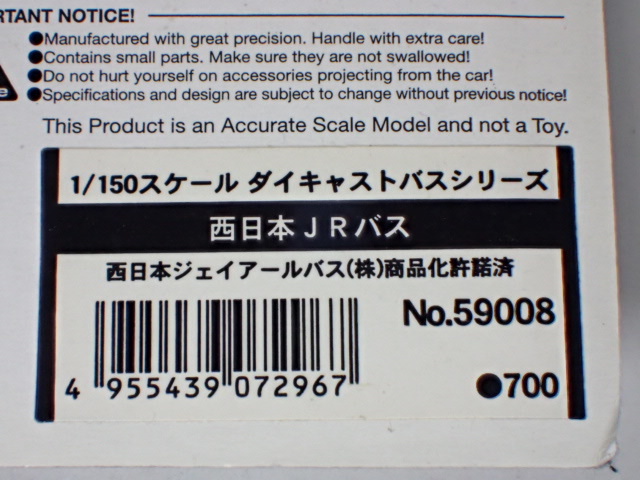 RTANT NOTICE!
●Manufactured with great precision. Handle with extra care!
●Contains small parts. Make sure they are not swallowed!
●Do not hurt yourself on accessories projecting from the car!
●Specifications and design are subject to change without previous notice!
This Product is an Accurate Scale Model and not a Toy.
1/150スケール ダイキャストバスシリーズ
西日本JRバス
西日本ジェイアールバス(株)商品化許諾済
No.59008
4 955439 072967
●700